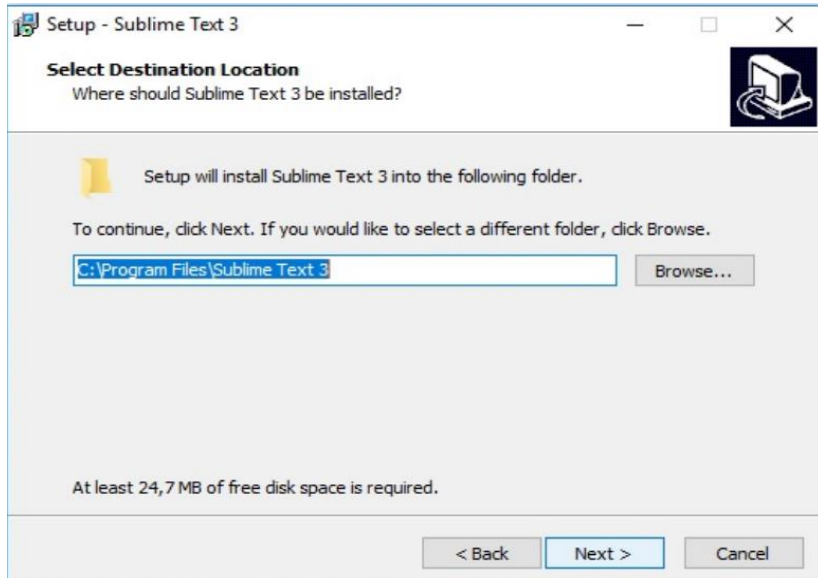 Setup - Sublime Text 3
Select Destination Location
Where should Sublime Text 3 be installed?
Setup will install Sublime Text 3 into the following folder.
To continue, click Next. If you would like to select a different folder, click Browse.
C:\Program Files\Sublime Text 3
Browse...
At least 24,7 MB of free disk space is required.
< Back
Next >
Cancel